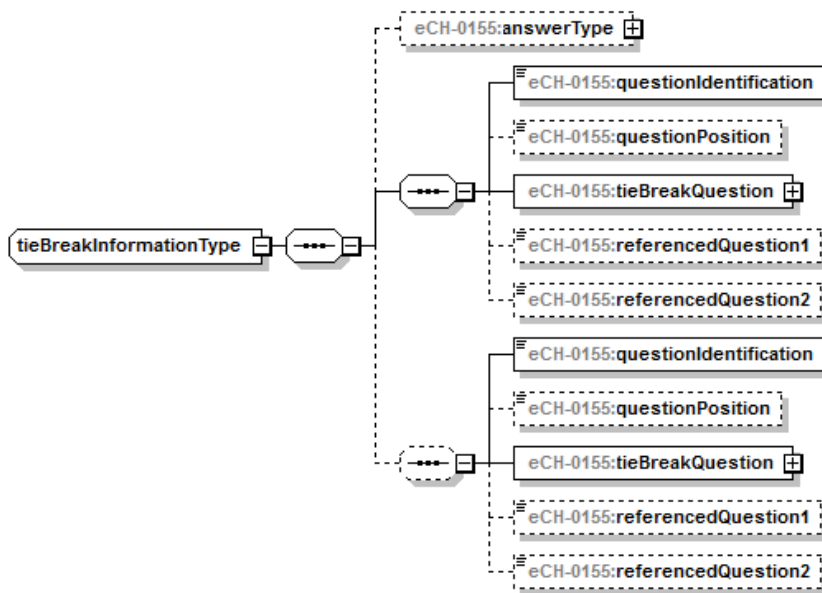 eCH-0155:answerType
eCH-0155:questionIdentification
eCH-0155:questionPosition
eCH-0155:tieBreakQuestion
tieBreakInformationType
eCH-0155:referencedQuestion1
eCH-0155:referencedQuestion2
eCH-0155:questionIdentification
eCH-0155:questionPosition
eCH-0155:tieBreakQuestion
eCH-0155:referencedQuestion1
eCH-0155:referencedQuestion2